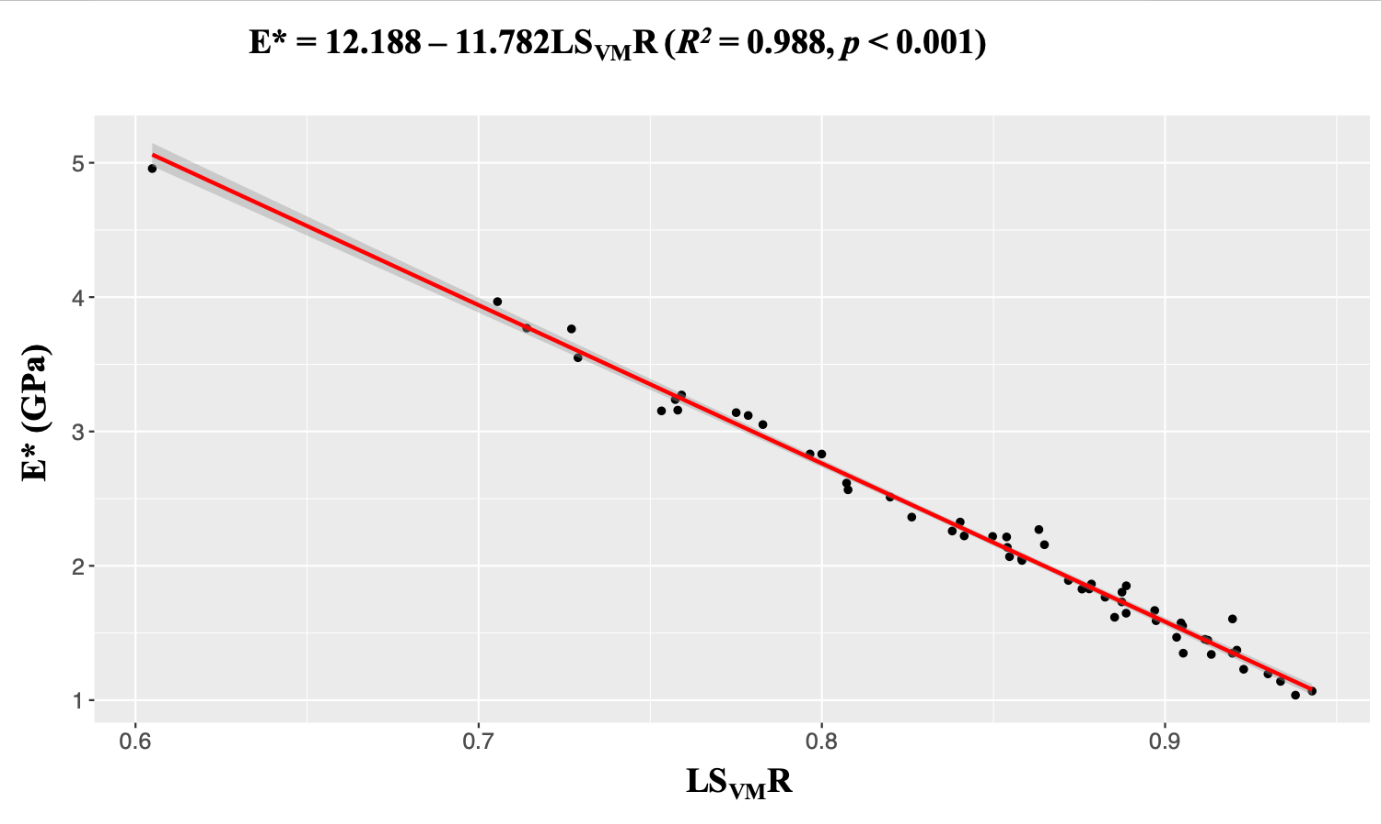 E* = 12.188 – 11.782LSVMR (R² = 0.988, p < 0.001)
E* (GPa)
5
4
3
2
1
0.6 0.7 0.8 0.9
LSVMR